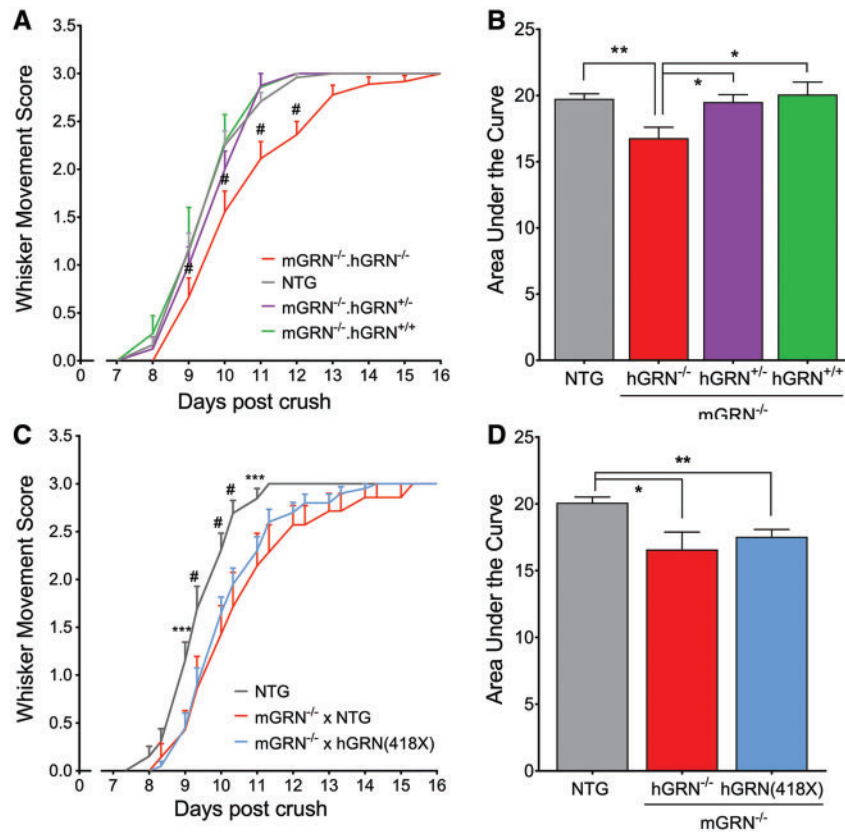 A
Whisker Movement Score
3.5
3.0
2.5
2.0
1.5
1.0
0.5
0.0
#
#
#
#
#
mGRN⁻/⁻.hGRN⁻/⁻
NTG
mGRN⁻/⁻.hGRN⁺/⁻
mGRN⁻/⁻.hGRN⁺/⁺
0 7 8 9 10 11 12 13 14 15 16
Days post crush
B
Area Under the Curve
25
20
15
10
5
0
**
*
*
NTG hGRN⁻/⁻ hGRN⁺/⁻ hGRN⁺/⁺
mGRN⁻/⁻
C
Whisker Movement Score
3.5
3.0
2.5
2.0
1.5
1.0
0.5
0.0
***
#
#
#
***
NTG
mGRN⁻/⁻ x NTG
mGRN⁻/⁻ x hGRN(418X)
0 7 8 9 10 11 12 13 14 15 16
Days post crush
D
Area Under the Curve
25
20
15
10
5
0
**
*
NTG hGRN⁻/⁻ hGRN(418X)
mGRN⁻/⁻